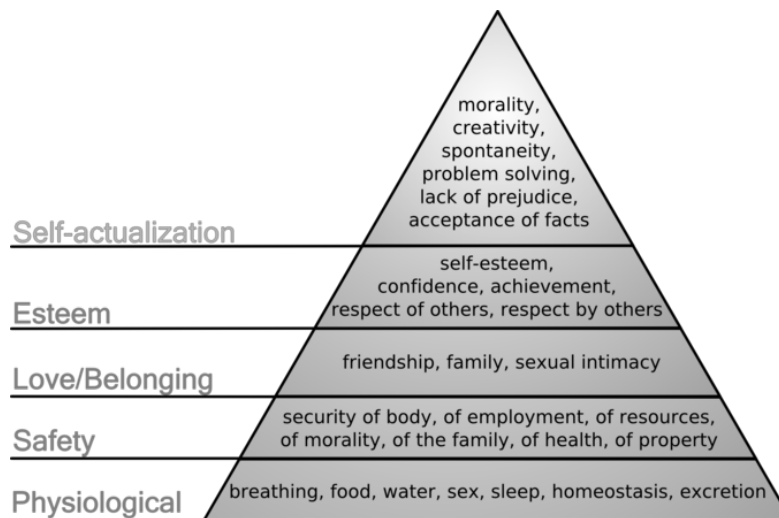 morality,
creativity,
spontaneity,
problem solving,
lack of prejudice,
acceptance of facts
Self-actualization
self-esteem,
confidence, achievement,
respect of others, respect by others
Esteem
friendship, family, sexual intimacy
Love/Belonging
security of body, of employment, of resources,
of morality, of the family, of health, of property
Safety
breathing, food, water, sex, sleep, homeostasis, excretion
Physiological